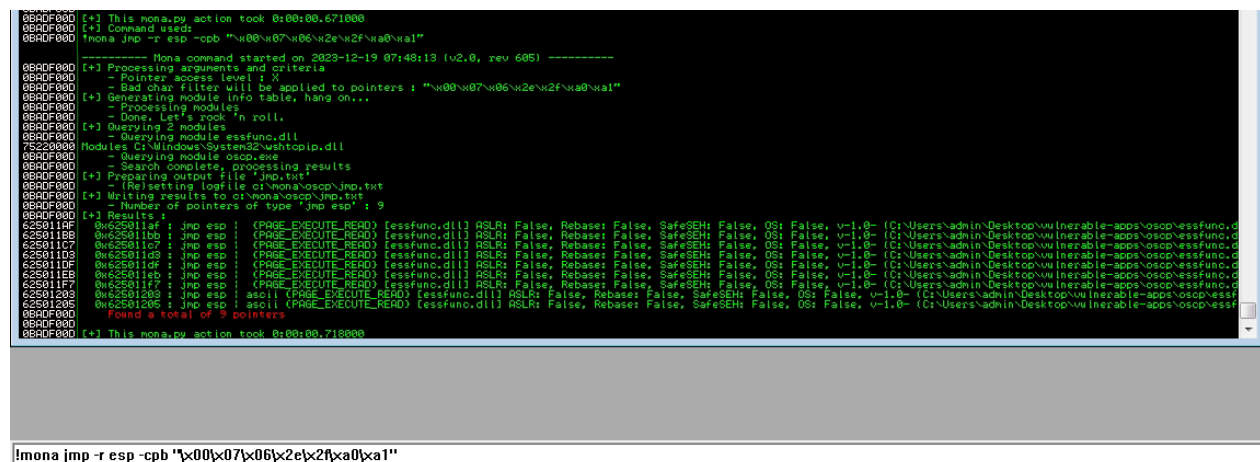 0BADF00D [+] This mona.py action took 0:00:00.671000
0BADF00D [+] Command used:
0BADF00D !mona jmp -r esp -cpb "\x00\x07\x06\x2e\x2f\xa0\xa1"
---------- Mona command started on 2023-12-19 07:48:13 (v2.0, rev 605) ----------
0BADF00D [+] Processing arguments and criteria
0BADF00D - Pointer access level : X
0BADF00D - Bad char filter will be applied to pointers : "\x00\x07\x06\x2e\x2f\xa0\xa1"
0BADF00D [+] Generating module info table, hang on...
0BADF00D - Processing modules
0BADF00D - Done. Let's rock 'n roll.
0BADF00D [+] Querying 2 modules
0BADF00D - Querying module essfunc.dll
75220000 Modules C:\Windows\System32\wshtcpip.dll
0BADF00D - Querying module oscp.exe
0BADF00D - Search complete, processing results
0BADF00D [+] Preparing output file 'jmp.txt'
0BADF00D - (Re)setting logfile c:\mona\oscp\jmp.txt
0BADF00D [+] Writing results to c:\mona\oscp\jmp.txt
0BADF00D - Number of pointers of type 'jmp esp' : 9
0BADF00D [+] Results :
625011AF 0x625011af : jmp esp | {PAGE_EXECUTE_READ} [essfunc.dll] ASLR: False, Rebase: False, SafeSEH: False, OS: False, v-1.0- (C:\Users\admin\Desktop\vulnerable-apps\oscp\essfunc.d
625011BB 0x625011bb : jmp esp | {PAGE_EXECUTE_READ} [essfunc.dll] ASLR: False, Rebase: False, SafeSEH: False, OS: False, v-1.0- (C:\Users\admin\Desktop\vulnerable-apps\oscp\essfunc.d
625011C7 0x625011c7 : jmp esp | {PAGE_EXECUTE_READ} [essfunc.dll] ASLR: False, Rebase: False, SafeSEH: False, OS: False, v-1.0- (C:\Users\admin\Desktop\vulnerable-apps\oscp\essfunc.d
625011D3 0x625011d3 : jmp esp | {PAGE_EXECUTE_READ} [essfunc.dll] ASLR: False, Rebase: False, SafeSEH: False, OS: False, v-1.0- (C:\Users\admin\Desktop\vulnerable-apps\oscp\essfunc.d
625011DF 0x625011df : jmp esp | {PAGE_EXECUTE_READ} [essfunc.dll] ASLR: False, Rebase: False, SafeSEH: False, OS: False, v-1.0- (C:\Users\admin\Desktop\vulnerable-apps\oscp\essfunc.d
625011EB 0x625011eb : jmp esp | {PAGE_EXECUTE_READ} [essfunc.dll] ASLR: False, Rebase: False, SafeSEH: False, OS: False, v-1.0- (C:\Users\admin\Desktop\vulnerable-apps\oscp\essfunc.d
625011F7 0x625011f7 : jmp esp | {PAGE_EXECUTE_READ} [essfunc.dll] ASLR: False, Rebase: False, SafeSEH: False, OS: False, v-1.0- (C:\Users\admin\Desktop\vulnerable-apps\oscp\essfunc.d
62501203 0x62501203 : jmp esp | ascii {PAGE_EXECUTE_READ} [essfunc.dll] ASLR: False, Rebase: False, SafeSEH: False, OS: False, v-1.0- (C:\Users\admin\Desktop\vulnerable-apps\oscp\essf
62501205 0x62501205 : jmp esp | ascii {PAGE_EXECUTE_READ} [essfunc.dll] ASLR: False, Rebase: False, SafeSEH: False, OS: False, v-1.0- (C:\Users\admin\Desktop\vulnerable-apps\oscp\essf
0BADF00D Found a total of 9 pointers
0BADF00D
0BADF00D [+] This mona.py action took 0:00:00.718000
!mona jmp -r esp -cpb "\x00\x07\x06\x2e\x2f\xa0\xa1"